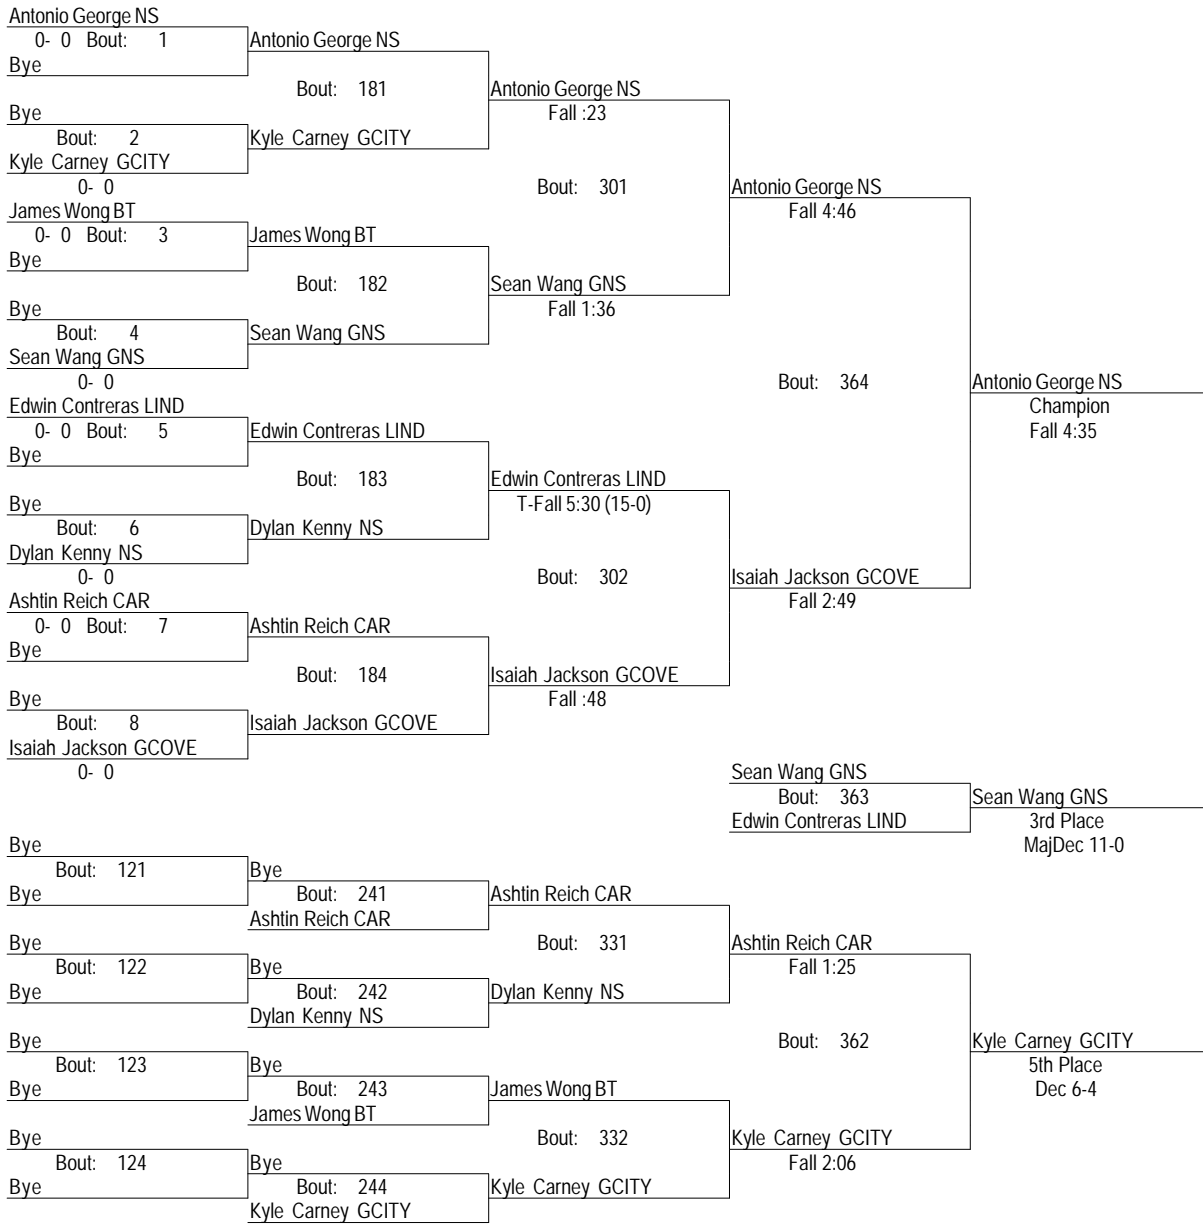 Antonio George NS
0- 0 Bout: 1
Bye
Antonio George NS
Bout: 181
Bye
Bout: 2
Kyle Carney GCITY
0- 0
Kyle Carney GCITY
Antonio George NS
Fall :23
Bout: 301
James Wong BT
0- 0 Bout: 3
Bye
James Wong BT
Bout: 182
Bye
Bout: 4
Sean Wang GNS
0- 0
Sean Wang GNS
Sean Wang GNS
Fall 1:36
Antonio George NS
Fall 4:46
Bout: 364
Edwin Contreras LIND
0- 0 Bout: 5
Bye
Edwin Contreras LIND
Bout: 183
Bye
Bout: 6
Dylan Kenny NS
0- 0
Dylan Kenny NS
Edwin Contreras LIND
T-Fall 5:30 (15-0)
Bout: 302
Ashtin Reich CAR
0- 0 Bout: 7
Bye
Ashtin Reich CAR
Bout: 184
Bye
Bout: 8
Isaiah Jackson GCOVE
0- 0
Isaiah Jackson GCOVE
Isaiah Jackson GCOVE
Fall :48
Isaiah Jackson GCOVE
Fall 2:49
Antonio George NS
Champion
Fall 4:35
Sean Wang GNS
Bout: 363
Edwin Contreras LIND
Sean Wang GNS
3rd Place
MajDec 11-0
Bye
Bout: 121
Bye
Bye
Bout: 241
Ashtin Reich CAR
Ashtin Reich CAR
Bout: 331
Bye
Bout: 122
Bye
Bye
Bout: 242
Dylan Kenny NS
Dylan Kenny NS
Ashtin Reich CAR
Fall 1:25
Bout: 362
Bye
Bout: 123
Bye
Bye
Bout: 243
James Wong BT
James Wong BT
Bout: 332
Bye
Bout: 124
Bye
Bye
Bout: 244
Kyle Carney GCITY
Kyle Carney GCITY
Kyle Carney GCITY
Fall 2:06
Kyle Carney GCITY
5th Place
Dec 6-4